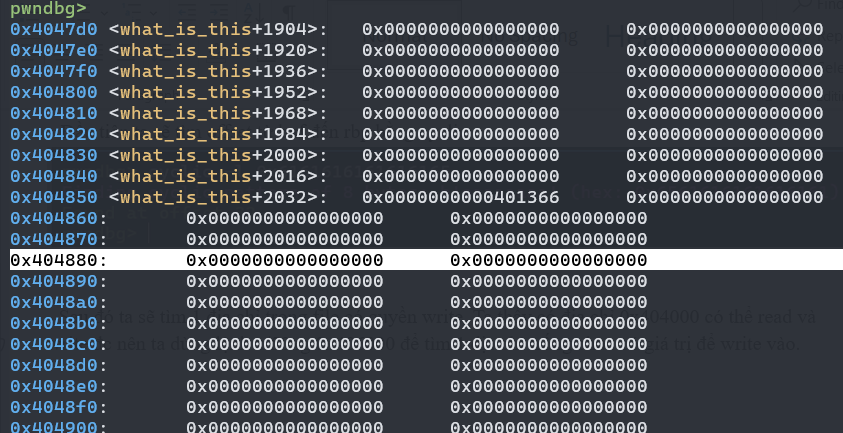 pwndbg>
0x4047d0 <what_is_this+1904>: 0x0000000000000000 0x0000000000000000
0x4047e0 <what_is_this+1920>: 0x0000000000000000 0x0000000000000000
0x4047f0 <what_is_this+1936>: 0x0000000000000000 0x0000000000000000
0x404800 <what_is_this+1952>: 0x0000000000000000 0x0000000000000000
0x404810 <what_is_this+1968>: 0x0000000000000000 0x0000000000000000
0x404820 <what_is_this+1984>: 0x0000000000000000 0x0000000000000000
0x404830 <what_is_this+2000>: 0x0000000000000000 0x0000000000000000
0x404840 <what_is_this+2016>: 0x0000000000000000 0x0000000000000000
0x404850 <what_is_this+2032>: 0x0000000000401366 0x0000000000000000
0x404860: 0x0000000000000000 0x0000000000000000
0x404870: 0x0000000000000000 0x0000000000000000
0x404880: 0x0000000000000000 0x0000000000000000
0x404890: 0x0000000000000000 0x0000000000000000
0x4048a0: 0x0000000000000000 0x0000000000000000
0x4048b0: 0x0000000000000000 0x0000000000000000
0x4048c0: 0x0000000000000000 0x0000000000000000
0x4048d0: 0x0000000000000000 0x0000000000000000
0x4048e0: 0x0000000000000000 0x0000000000000000
0x4048f0: 0x0000000000000000 0x0000000000000000
0x404900: 0x0000000000000000 0x0000000000000000